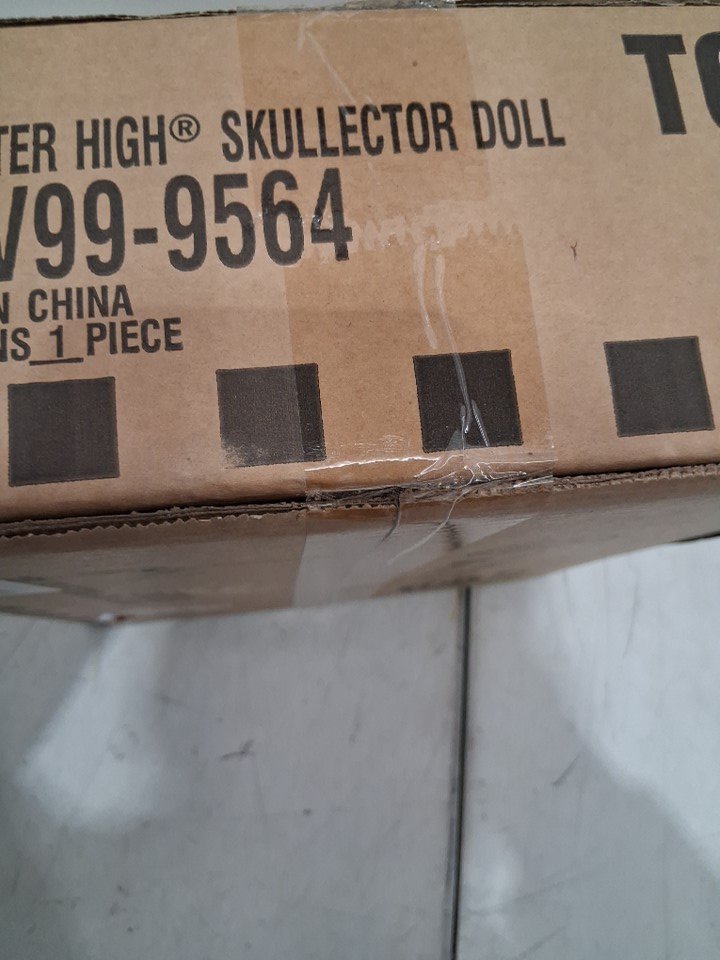 TER HIGH® SKULLECTOR DOLL
V99-9564
N CHINA
NS 1 PIECE